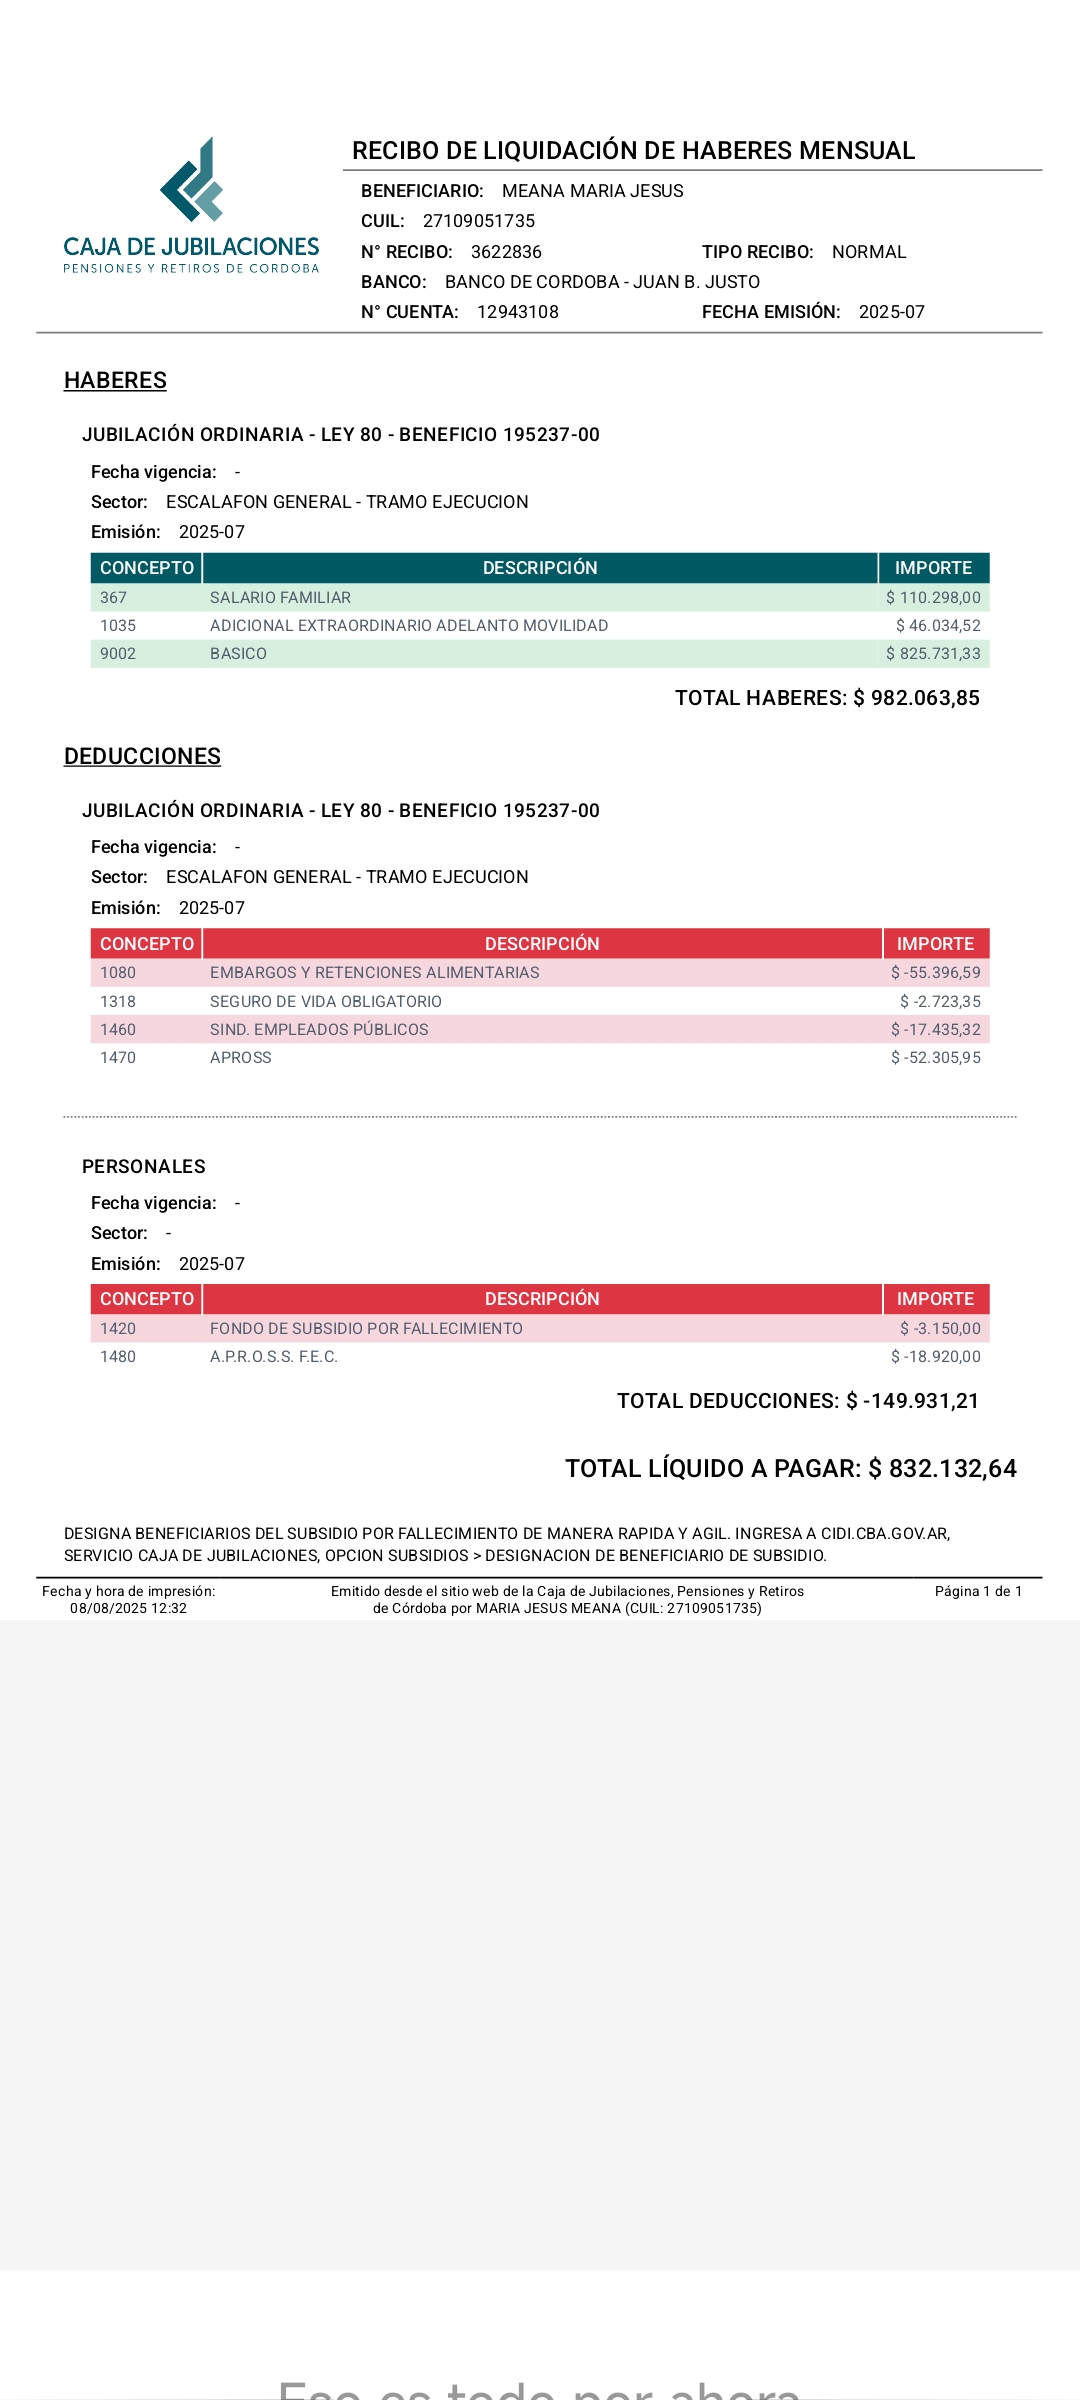 CAJA DE JUBILACIONES
PENSIONES Y RETIROS DE CORDOBA
RECIBO DE LIQUIDACIÓN DE HABERES MENSUAL
BENEFICIARIO: MEANA MARIA JESUS
CUIL: 27109051735
N° RECIBO: 3622836 TIPO RECIBO: NORMAL
BANCO: BANCO DE CORDOBA - JUAN B. JUSTO
N° CUENTA: 12943108 FECHA EMISIÓN: 2025-07
HABERES
JUBILACIÓN ORDINARIA - LEY 80 - BENEFICIO 195237-00
Fecha vigencia: -
Sector: ESCALAFON GENERAL - TRAMO EJECUCION
Emisión: 2025-07
CONCEPTO DESCRIPCIÓN IMPORTE
367 SALARIO FAMILIAR $ 110.298,00
1035 ADICIONAL EXTRAORDINARIO ADELANTO MOVILIDAD $ 46.034,52
9002 BASICO $ 825.731,33
TOTAL HABERES: $ 982.063,85
DEDUCCIONES
JUBILACIÓN ORDINARIA - LEY 80 - BENEFICIO 195237-00
Fecha vigencia: -
Sector: ESCALAFON GENERAL - TRAMO EJECUCION
Emisión: 2025-07
CONCEPTO DESCRIPCIÓN IMPORTE
1080 EMBARGOS Y RETENCIONES ALIMENTARIAS $ -55.396,59
1318 SEGURO DE VIDA OBLIGATORIO $ -2.723,35
1460 SIND. EMPLEADOS PÚBLICOS $ -17.435,32
1470 APROSS $ -52.305,95
PERSONALES
Fecha vigencia: -
Sector: -
Emisión: 2025-07
CONCEPTO DESCRIPCIÓN IMPORTE
1420 FONDO DE SUBSIDIO POR FALLECIMIENTO $ -3.150,00
1480 A.P.R.O.S.S. F.E.C. $ -18.920,00
TOTAL DEDUCCIONES: $ -149.931,21
TOTAL LÍQUIDO A PAGAR: $ 832.132,64
DESIGNA BENEFICIARIOS DEL SUBSIDIO POR FALLECIMIENTO DE MANERA RAPIDA Y AGIL. INGRESA A CIDI.CBA.GOV.AR,
SERVICIO CAJA DE JUBILACIONES, OPCION SUBSIDIOS > DESIGNACION DE BENEFICIARIO DE SUBSIDIO.
Fecha y hora de impresión: Emitido desde el sitio web de la Caja de Jubilaciones, Pensiones y Retiros Página 1 de 1
08/08/2025 12:32 de Córdoba por MARIA JESUS MEANA (CUIL: 27109051735)
Eso es todo por ahora